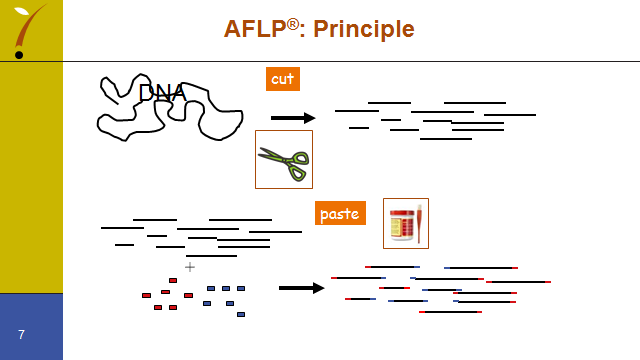 AFLP®: Principle
cut
DNA
paste
+
7